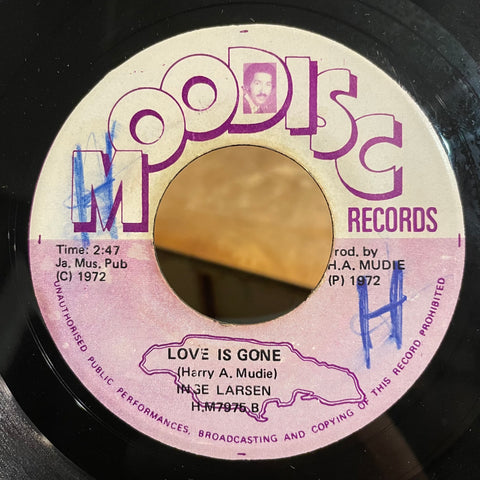 MOODISC
RECORDS
Time: 2:47
Ja. Mus. Pub
(C) 1972
rod. by
H.A. MUDIE
(P) 1972
H
H
LOVE IS GONE
(Harry A. Mudie)
INGE LARSEN
H.M7975.B
UNAUTHORISED PUBLIC PERFORMANCES, BROADCASTING AND COPYING OF THIS RECORD PROHIBITED